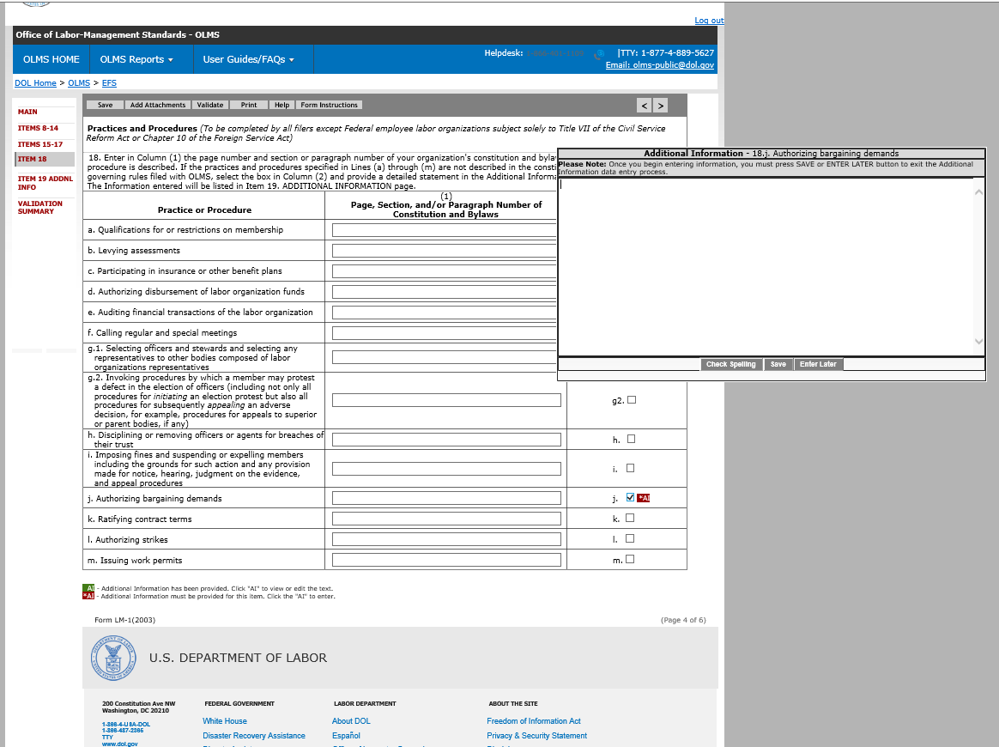 Log out
Office of Labor-Management Standards - OLMS
OLMS HOME
OLMS Reports
User Guides/FAQs
Helpdesk:
|TTY: 1-877-4-889-5627
Email: olms-public@dol.gov
DOL Home > OLMS > EFS
MAIN
ITEMS 8-14
ITEMS 15-17
ITEM 18
ITEM 19 ADDNL
INFO
VALIDATION
SUMMARY
Save
Add Attachments
Validate
Print
Help
Form Instructions
<
>
Practices and Procedures (To be completed by all filers except Federal employee labor organizations subject solely to Title VII of the Civil Service
Reform Act or Chapter 10 of the Foreign Service Act)
18. Enter in Column (1) the page number and section or paragraph number of your organization's constitution and bylaw
procedure is described. If the practices and procedures specified in Lines (a) through (m) are not described in the consti
governing rules filed with OLMS, select the box in Column (2) and provide a detailed statement in the Additional Informa
The Information entered will be listed in Item 19. ADDITIONAL INFORMATION page.
Practice or Procedure
(1)
Page, Section, and/or Paragraph Number of
Constitution and Bylaws
a. Qualifications for or restrictions on membership
b. Levying assessments
c. Participating in insurance or other benefit plans
d. Authorizing disbursement of labor organization funds
e. Auditing financial transactions of the labor organization
f. Calling regular and special meetings
g.1. Selecting officers and stewards and selecting any
representatives to other bodies composed of labor
organizations representatives
g.2. Invoking procedures by which a member may protest
a defect in the election of officers (including not only all
procedures for initiating an election protest but also all
procedures for subsequently appealing an adverse
decision, for example, procedures for appeals to superior
or parent bodies, if any)
g2.
h. Disciplining or removing officers or agents for breaches of
their trust
h.
i. Imposing fines and suspending or expelling members
including the grounds for such action and any provision
made for notice, hearing, judgment on the evidence,
and appeal procedures
i.
j. Authorizing bargaining demands
j.
*AI
k. Ratifying contract terms
k.
l. Authorizing strikes
l.
m. Issuing work permits
m.
Additional Information - 18.j. Authorizing bargaining demands
Please Note: Once you begin entering information, you must press SAVE or ENTER LATER button to exit the Additional
Information data entry process.
Check Spelling
Save
Enter Later
AI - Additional Information has been provided. Click "AI" to view or edit the text.
*AI - Additional Information must be provided for this item. Click the "AI" to enter.
Form LM-1(2003)
(Page 4 of 6)
U.S. DEPARTMENT OF LABOR
200 Constitution Ave NW
Washington, DC 20210
1-866-4-USA-DOL
1-866-487-2365
TTY
www.dol.gov
FEDERAL GOVERNMENT
White House
Disaster Recovery Assistance
LABOR DEPARTMENT
About DOL
Español
ABOUT THE SITE
Freedom of Information Act
Privacy & Security Statement